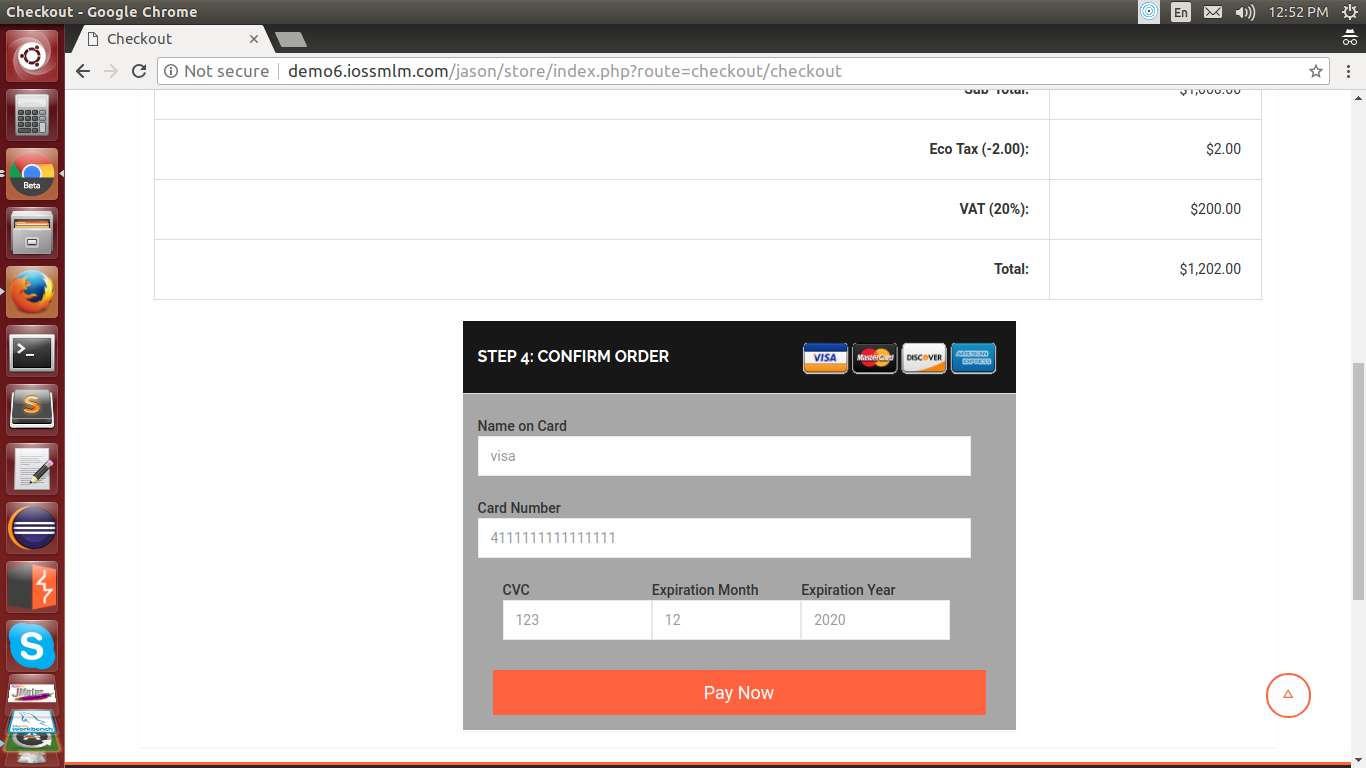 Checkout - Google Chrome
En
12:52 PM
Checkout
Not secure
demo6.iossmlm.com/jason/store/index.php?route=checkout/checkout
Sub-Total:
$1,000.00
Eco Tax (-2.00):
$2.00
VAT (20%):
$200.00
Total:
$1,202.00
STEP 4: CONFIRM ORDER
VISA
MasterCard
DISCOVER
AMERICAN EXPRESS
Name on Card
visa
Card Number
4111111111111111
CVC
Expiration Month
Expiration Year
123
12
2020
Pay Now
Beta
>_
S
S
JMeter
Workbench